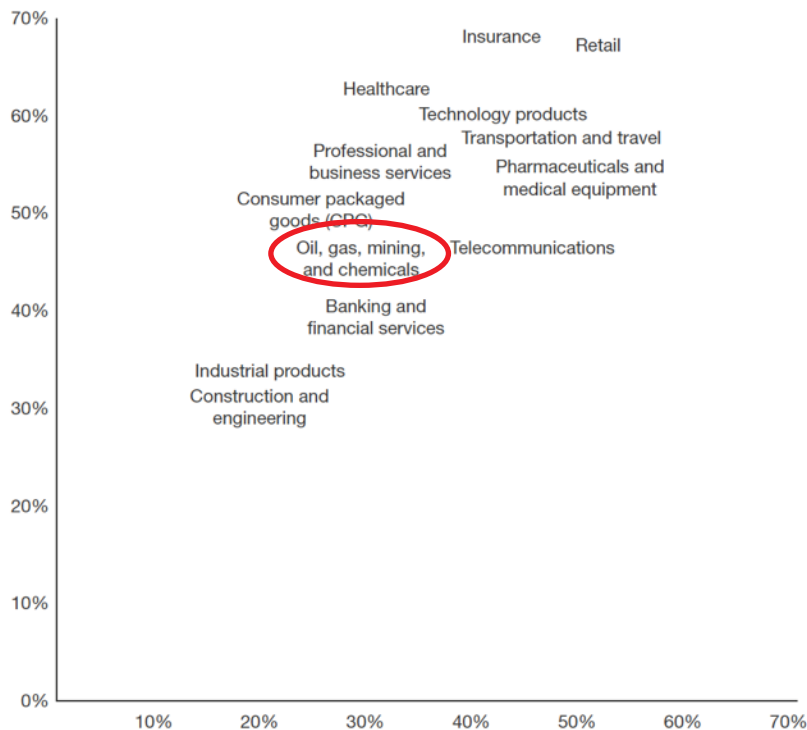 70%
Insurance
Retail
Healthcare
60%
Technology products
Transportation and travel
Professional and
business services
Pharmaceuticals and
medical equipment
Consumer packaged
goods (CPG)
50%
Oil, gas, mining,
and chemicals
Telecommunications
Banking and
financial services
40%
Industrial products
Construction and
engineering
30%
20%
10%
0%
10% 20% 30% 40% 50% 60% 70%